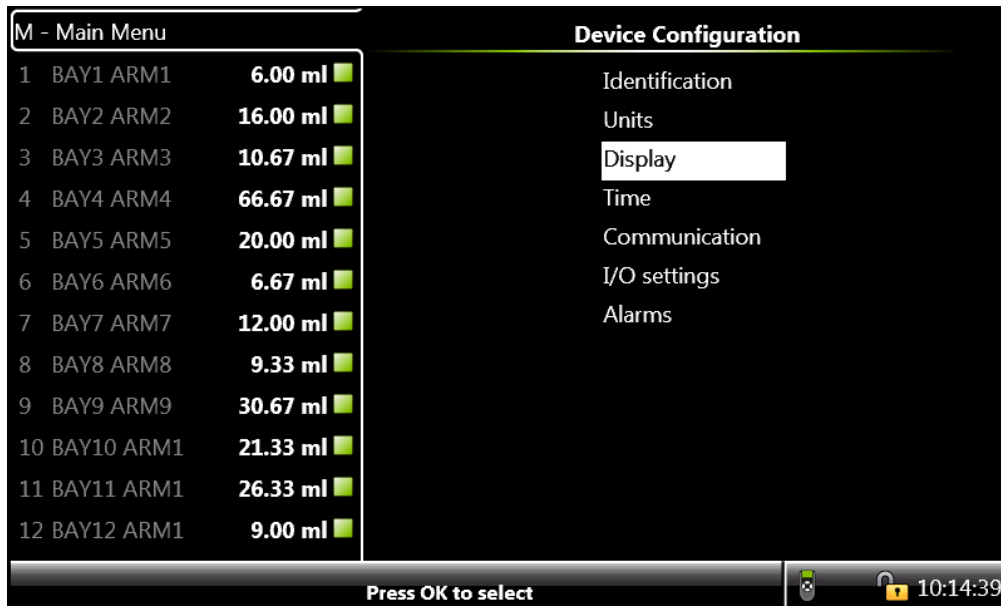 M - Main Menu
1 BAY1 ARM1 6.00 ml
2 BAY2 ARM2 16.00 ml
3 BAY3 ARM3 10.67 ml
4 BAY4 ARM4 66.67 ml
5 BAY5 ARM5 20.00 ml
6 BAY6 ARM6 6.67 ml
7 BAY7 ARM7 12.00 ml
8 BAY8 ARM8 9.33 ml
9 BAY9 ARM9 30.67 ml
10 BAY10 ARM1 21.33 ml
11 BAY11 ARM1 26.33 ml
12 BAY12 ARM1 9.00 ml
Device Configuration
Identification
Units
Display
Time
Communication
I/O settings
Alarms
Press OK to select
10:14:39